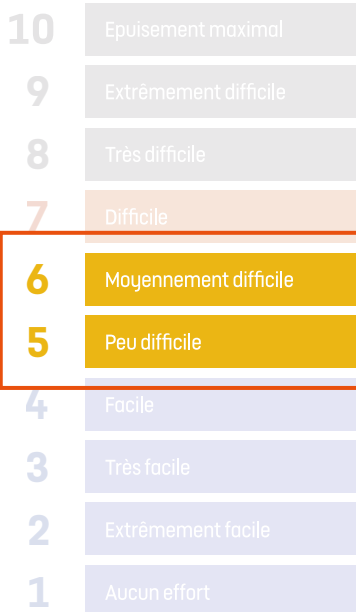 10 Epuisement maximal
9 Extrêmement difficile
8 Très difficile
7 Difficile
6 Moyennement difficile
5 Peu difficile
4 Facile
3 Très facile
2 Extrêmement facile
1 Aucun effort